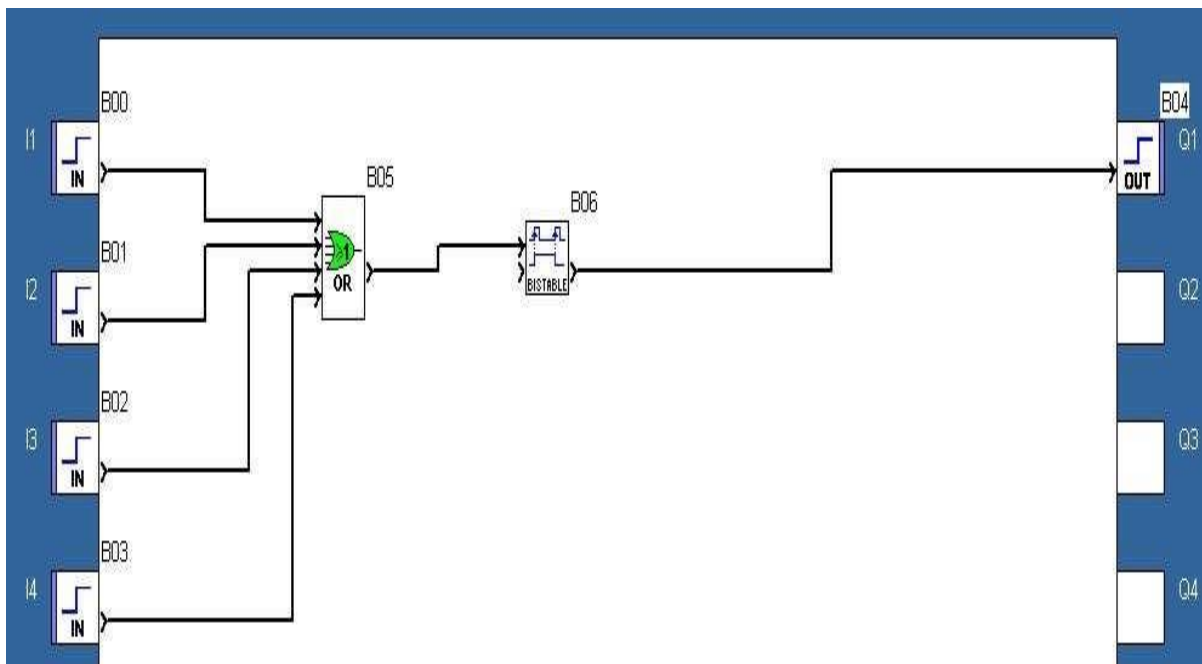 B00
I1
IN
B05
≥1
OR
B06
BISTABLE
B04
Q1
OUT
B01
I2
IN
Q2
B02
I3
IN
Q3
B03
I4
IN
Q4